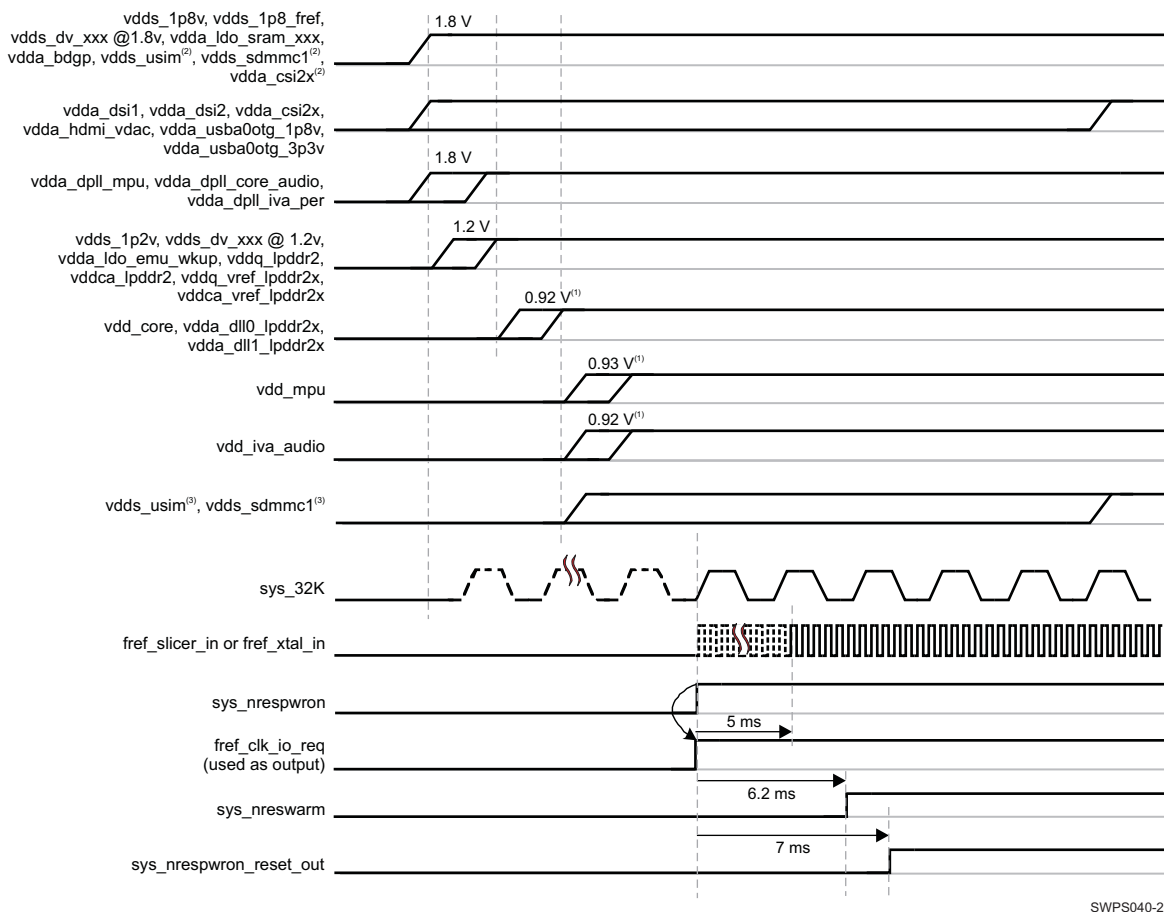 vdds_1p8v, vdds_1p8_fref,
vdds_dv_xxx @1.8v, vdda_ldo_sram_xxx,
vdda_bdgp, vdds_usim(2), vdds_sdmmc1(2),
vdda_csi2x(2)
1.8 V
vdda_dsi1, vdda_dsi2, vdda_csi2x,
vdda_hdmi_vdac, vdda_usba0otg_1p8v,
vdda_usba0otg_3p3v
1.8 V
vdda_dpll_mpu, vdda_dpll_core_audio,
vdda_dpll_iva_per
1.2 V
vdds_1p2v, vdds_dv_xxx @ 1.2v,
vdda_ldo_emu_wkup, vddq_lpddr2,
vddca_lpddr2, vddq_vref_lpddr2x,
vddca_vref_lpddr2x
0.92 V(1)
vdd_core, vdda_dll0_lpddr2x,
vdda_dll1_lpddr2x
0.93 V(1)
vdd_mpu
0.92 V(1)
vdd_iva_audio
vdds_usim(3), vdds_sdmmc1(3)
sys_32K
fref_slicer_in or fref_xtal_in
sys_nrespwron
5 ms
fref_clk_io_req
(used as output)
6.2 ms
sys_nreswarm
7 ms
sys_nrespwron_reset_out
SWPS040-2